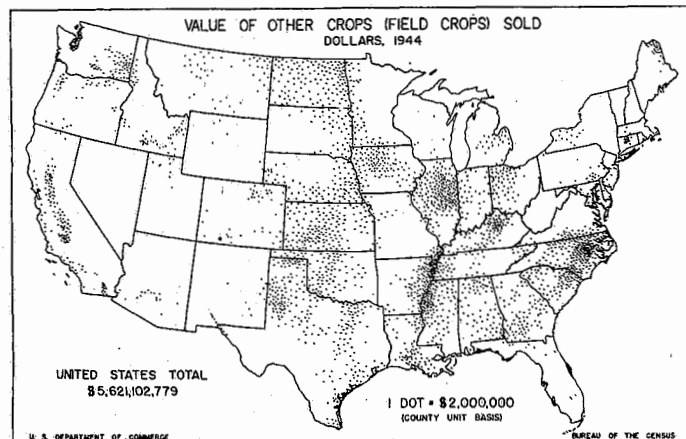 VALUE OF OTHER CROPS (FIELD CROPS) SOLD
DOLLARS, 1944
UNITED STATES TOTAL
$5,621,102,779
1 DOT = $2,000,000
(COUNTY UNIT BASIS)
U. S. DEPARTMENT OF COMMERCE
BUREAU OF THE CENSUS